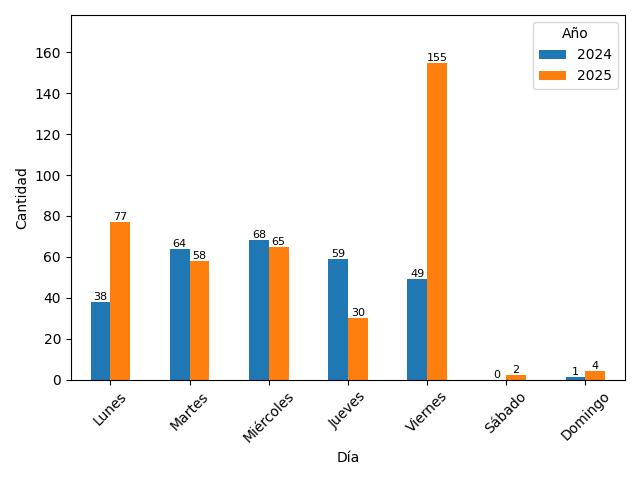 Año
2024
2025
Cantidad
160
140
120
100
80
60
40
20
0
38
77
64
58
68
65
59
30
49
155
0
2
1
4
Lunes
Martes
Miércoles
Jueves
Viernes
Sábado
Domingo
Día